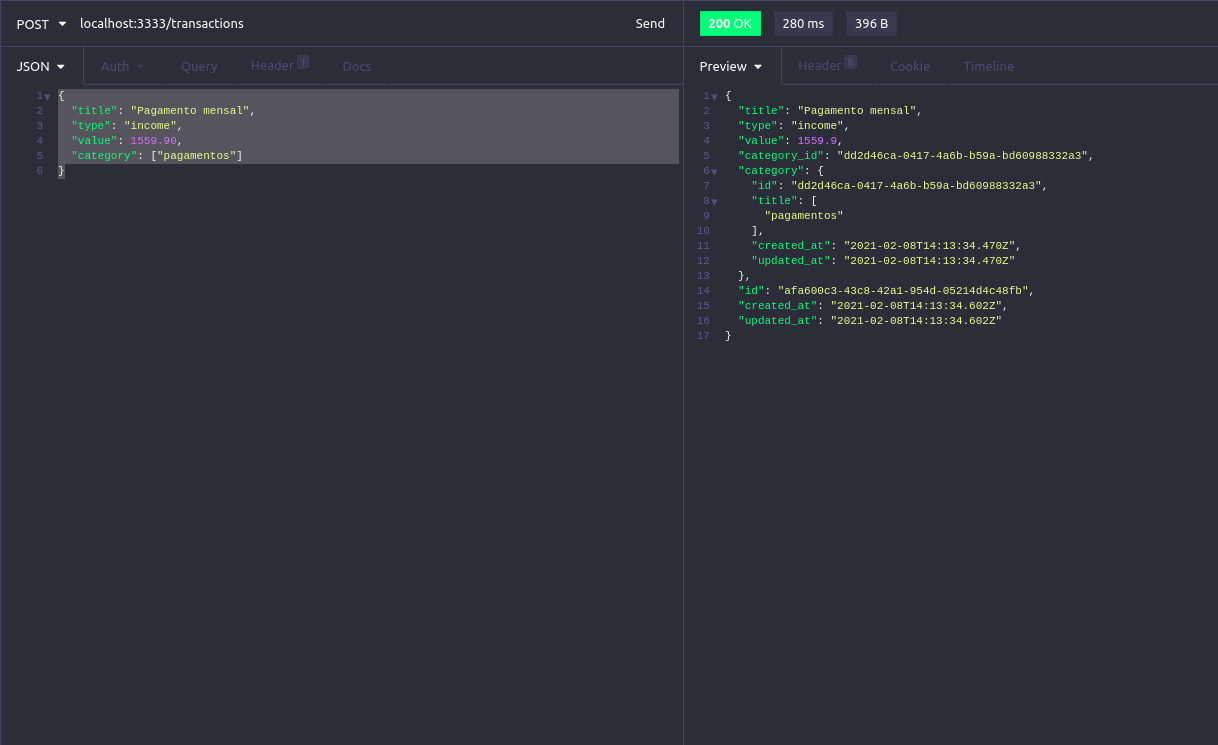 POST localhost:3333/transactions Send
200 OK 280 ms 396 B
JSON Auth Query Header 1 Docs
Preview Header 8 Cookie Timeline
1 {
2 "title": "Pagamento mensal",
3 "type": "income",
4 "value": 1559.90,
5 "category": ["pagamentos"]
6 }
1 {
2 "title": "Pagamento mensal",
3 "type": "income",
4 "value": 1559.9,
5 "category_id": "dd2d46ca-0417-4a6b-b59a-bd60988332a3",
6 "category": {
7 "id": "dd2d46ca-0417-4a6b-b59a-bd60988332a3",
8 "title": [
9 "pagamentos"
10 ],
11 "created_at": "2021-02-08T14:13:34.470Z",
12 "updated_at": "2021-02-08T14:13:34.470Z"
13 },
14 "id": "afa600c3-43c8-42a1-954d-05214d4c48fb",
15 "created_at": "2021-02-08T14:13:34.602Z",
16 "updated_at": "2021-02-08T14:13:34.602Z"
17 }